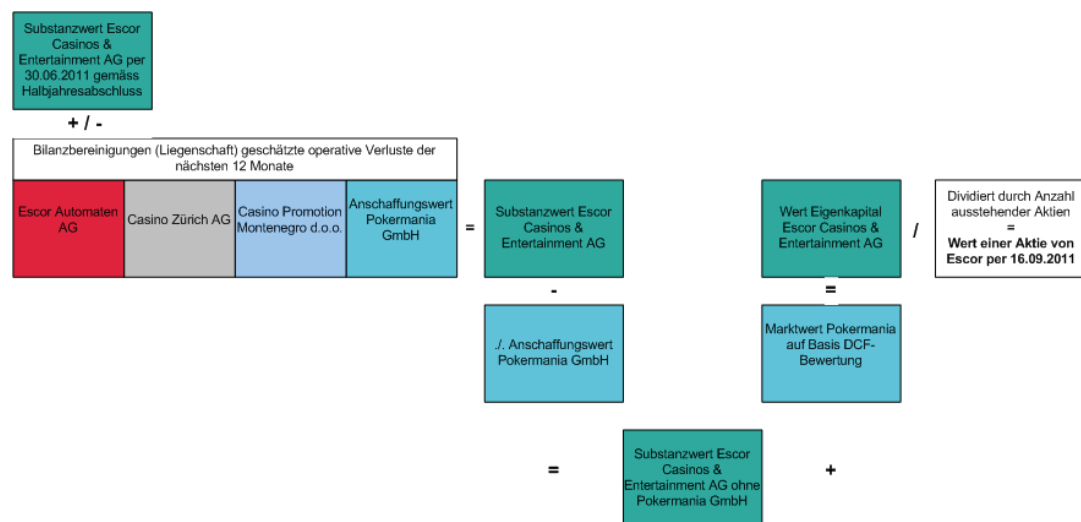 Substanzwert Escor
Casinos &
Entertainment AG per
30.06.2011 gemäss
Halbjahresabschluss
+ / -
Bilanzbereinigungen (Liegenschaft) geschätzte operative Verluste der
nächsten 12 Monate
Escor Automaten
AG
Casino Zürich AG
Casino Promotion
Montenegro d.o.o.
Anschaffungswert
Pokermania
GmbH
=
Substanzwert Escor
Casinos &
Entertainment AG
-
./. Anschaffungswert
Pokermania GmbH
=
Substanzwert Escor
Casinos &
Entertainment AG ohne
Pokermania GmbH
+
Marktwert Pokermania
auf Basis DCF-
Bewertung
=
Wert Eigenkapital
Escor Casinos &
Entertainment AG
/
Dividiert durch Anzahl
ausstehender Aktien
=
Wert einer Aktie von
Escor per 16.09.2011